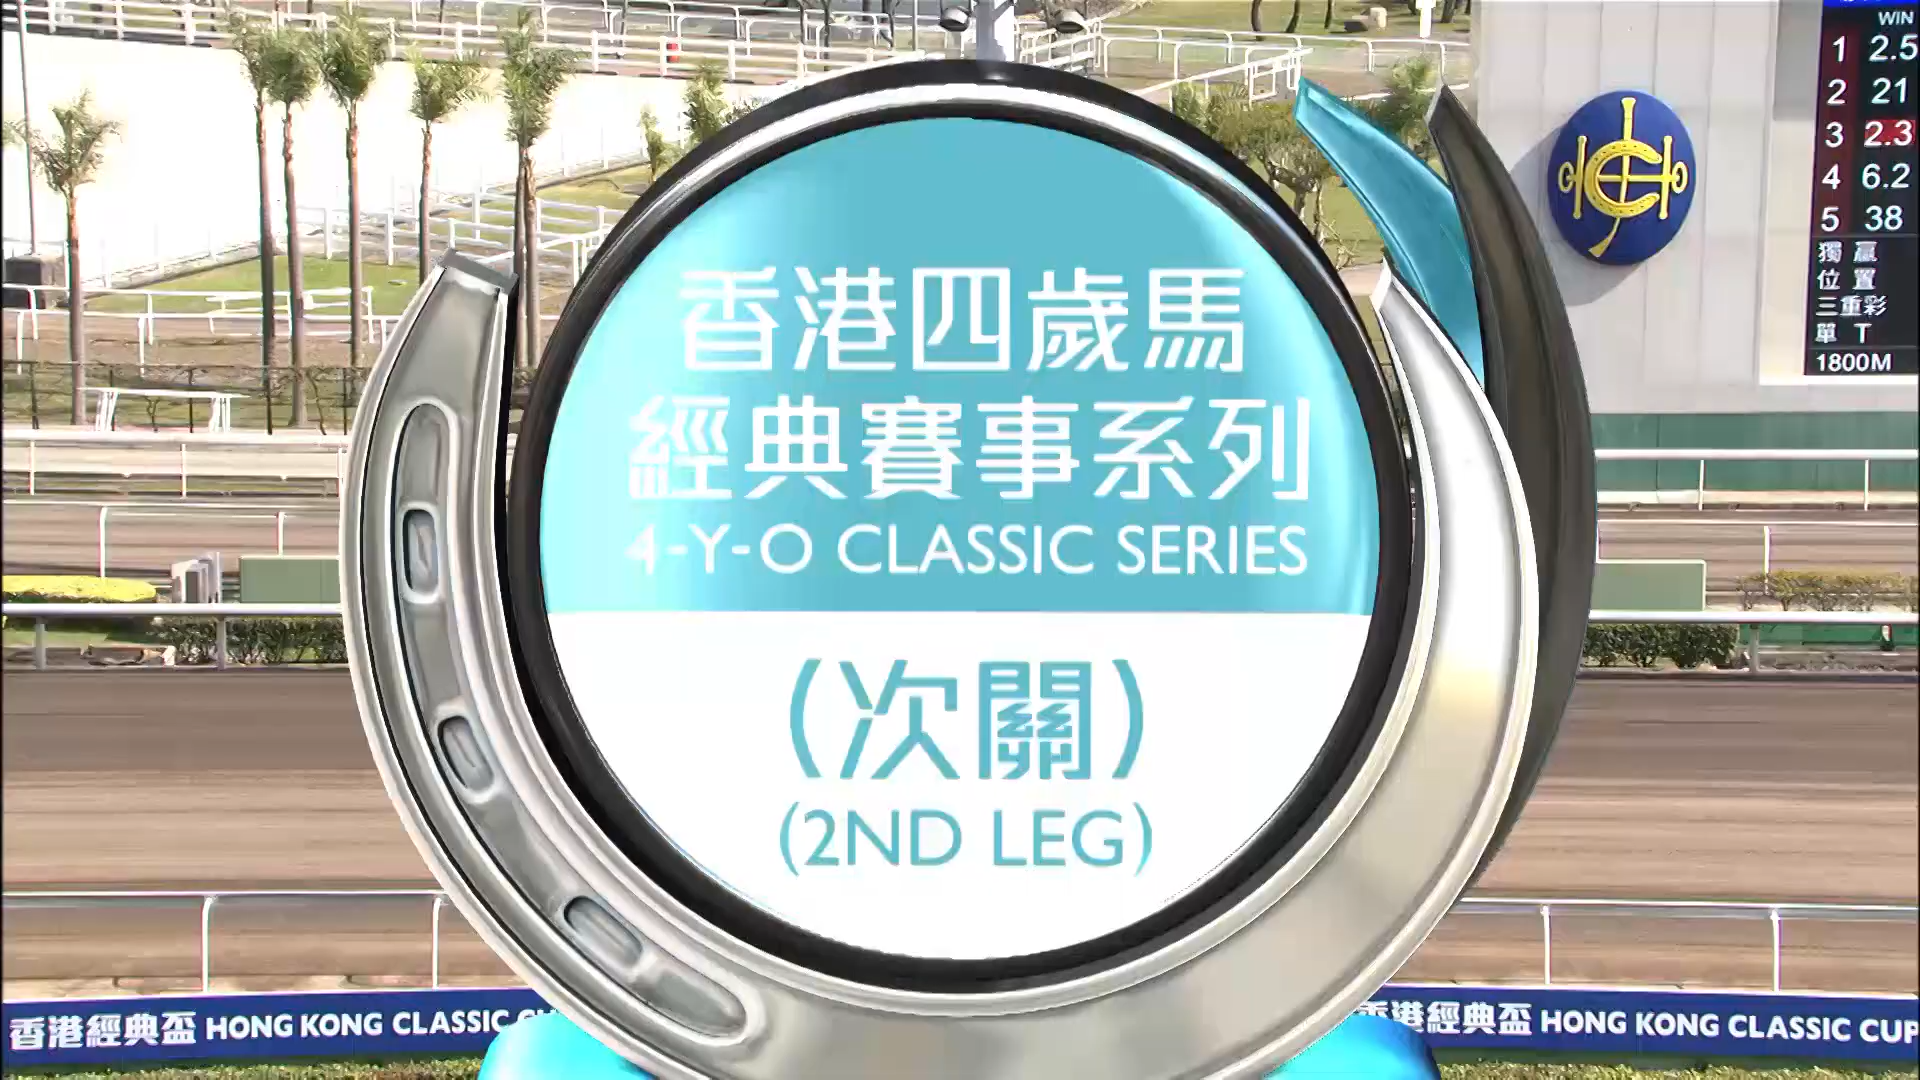 香港四歲馬
經典賽事系列
4-Y-O CLASSIC SERIES
(次關)
(2ND LEG)
WIN
1 2.5
2 21
3 2.3
4 6.2
5 38
獨 贏
位 置
三重彩
單 T
1800M
香港經典盃 HONG KONG CLASSIC
香港經典盃 HONG KONG CLASSIC CUP